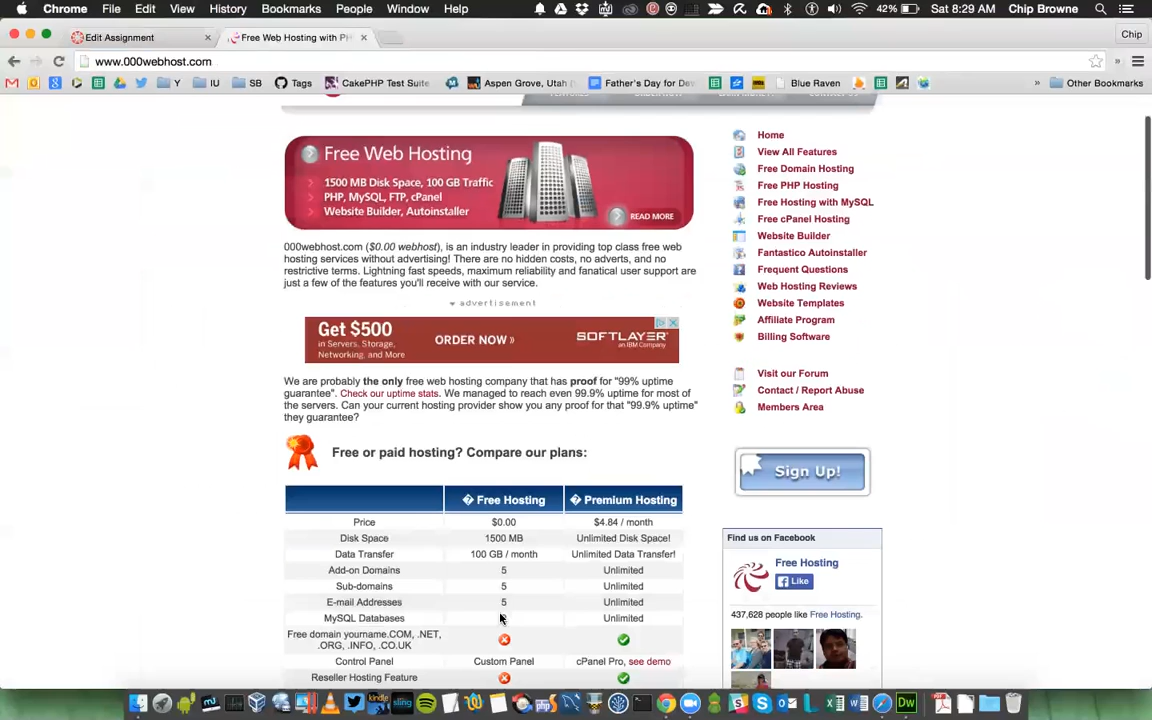 Chrome File Edit View History Bookmarks People Window Help 42% Sat 8:29 AM Chip Browne
Edit Assignment × Free Web Hosting with PH × Chip
www.000webhost.com
Y IU SB Tags CakePHP Test Suite Aspen Grove, Utah Father's Day for Dev Blue Raven » Other Bookmarks
Free Web Hosting
1500 MB Disk Space, 100 GB Traffic
PHP, MySQL, FTP, cPanel
Website Builder, Autoinstaller
READ MORE
000webhost.com ($0.00 webhost), is an industry leader in providing top class free web
hosting services without advertising! There are no hidden costs, no adverts, and no
restrictive terms. Lightning fast speeds, maximum reliability and fanatical user support are
just a few of the features you'll receive with our service.
advertisement
Get $500
in Servers, Storage,
Networking, and More
ORDER NOW »
SOFTLAYER
an IBM Company
We are probably the only free web hosting company that has proof for "99% uptime
guarantee". Check our uptime stats. We managed to reach even 99.9% uptime for most of
the servers. Can your current hosting provider show you any proof for that "99.9% uptime"
they guarantee?
Free or paid hosting? Compare our plans:
� Free Hosting � Premium Hosting
Price $0.00 $4.84 / month
Disk Space 1500 MB Unlimited Disk Space!
Data Transfer 100 GB / month Unlimited Data Transfer!
Add-on Domains 5 Unlimited
Sub-domains 5 Unlimited
E-mail Addresses 5 Unlimited
MySQL Databases Unlimited
Free domain yourname.COM, .NET,
.ORG, .INFO, .CO.UK
Control Panel Custom Panel cPanel Pro, see demo
Reseller Hosting Feature
Home
View All Features
Free Domain Hosting
Free PHP Hosting
Free Hosting with MySQL
Free cPanel Hosting
Website Builder
Fantastico Autoinstaller
Frequent Questions
Web Hosting Reviews
Website Templates
Affiliate Program
Billing Software
Visit our Forum
Contact / Report Abuse
Members Area
Sign Up!
Find us on Facebook
Free Hosting
Like
437,628 people like Free Hosting.